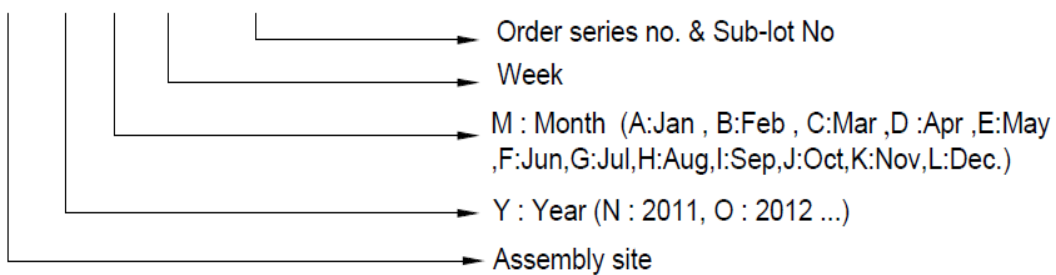 Order series no. & Sub-lot No
Week
M : Month (A:Jan , B:Feb , C:Mar ,D :Apr ,E:May
,F:Jun,G:Jul,H:Aug,I:Sep,J:Oct,K:Nov,L:Dec.)
Y : Year (N : 2011, O : 2012 ...)
Assembly site